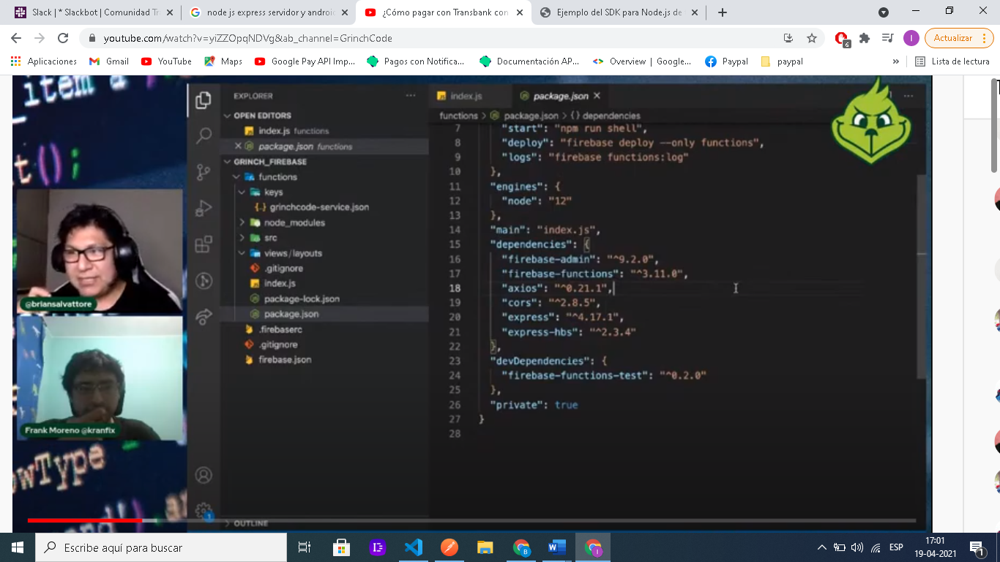 Slack | * Slackbot | Comunidad Tr
node js express servidor y androi
¿Cómo pagar con Transbank con
Ejemplo del SDK para Node.js de
youtube.com/watch?v=yiZZOpqNDVg&ab_channel=GrinchCode
6
I
Actualizar
Aplicaciones
Gmail
YouTube
Maps
Google Pay API Imp...
Pagos con Notifica...
Documentación AP...
Overview | Google...
Paypal
paypal
»
Lista de lectura
item a
t();
wType
@briansalvattore
Frank Moreno @kranfix
EXPLORER
OPEN EDITORS
index.js functions
package.json functions
GRINCH_FIREBASE
functions
keys
grinchcode-service.json
node_modules
src
views/layouts
.gitignore
index.js
package-lock.json
package.json
.firebaserc
.gitignore
firebase.json
OUTLINE
1
index.js
package.json
functions > package.json > {} dependencies
7 "start": "npm run shell",
8 "deploy": "firebase deploy --only functions",
9 "logs": "firebase functions:log"
10 },
11 "engines": {
12 "node": "12"
13 },
14 "main": "index.js",
15 "dependencies": {
16 "firebase-admin": "^9.2.0",
17 "firebase-functions": "^3.11.0",
18 "axios": "^0.21.1",
19 "cors": "^2.8.5",
20 "express": "^4.17.1",
21 "express-hbs": "^2.3.4"
22 },
23 "devDependencies": {
24 "firebase-functions-test": "^0.2.0"
25 },
26 "private": true
27 }
28
Escribe aquí para buscar
ESP
17:01
19-04-2021
1